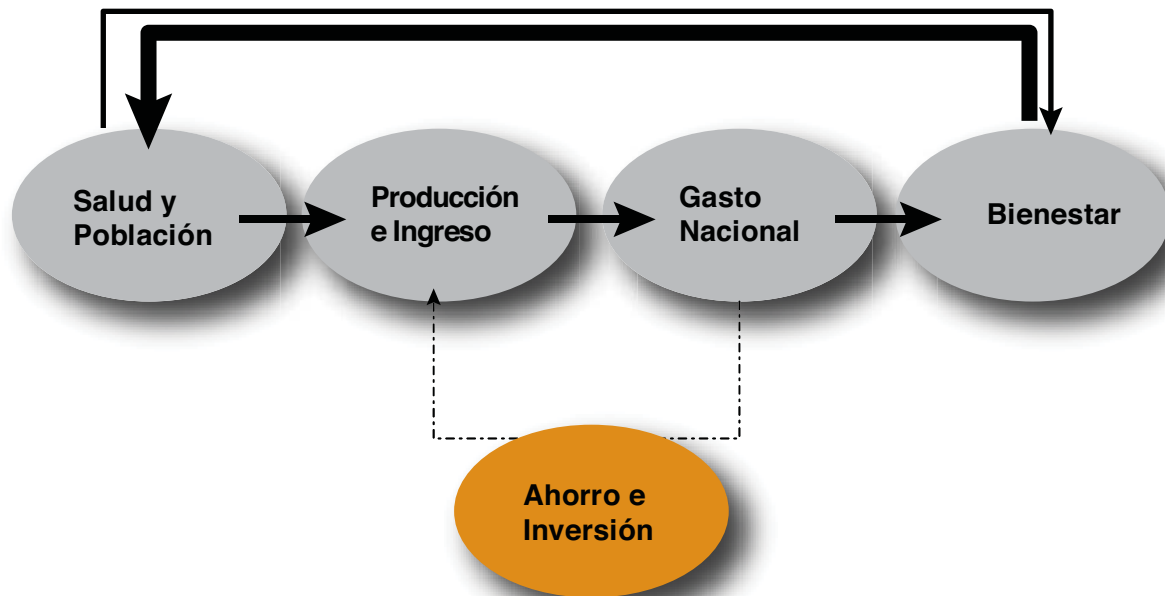 Salud y
Población
Producción
e Ingreso
Gasto
Nacional
Bienestar
Ahorro e
Inversión